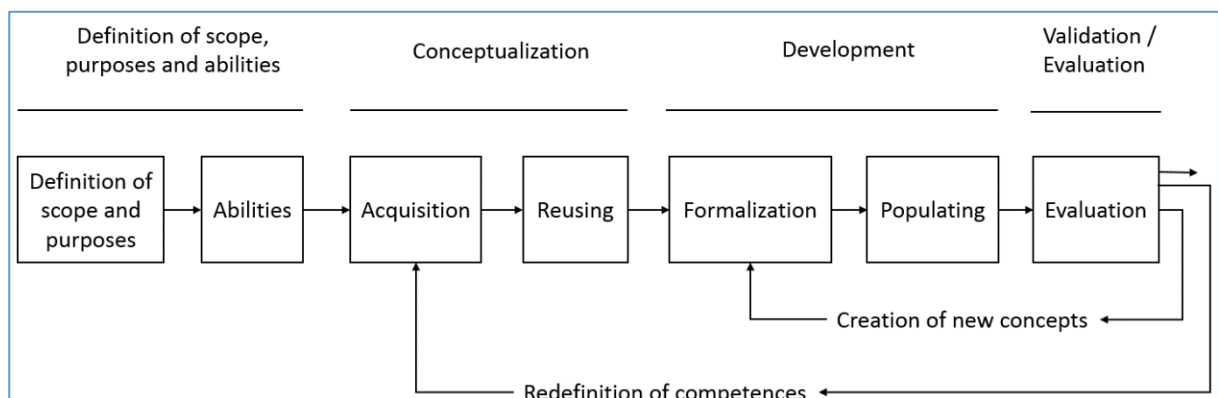 Definition of scope,
purposes and abilities
Conceptualization
Development
Validation /
Evaluation
Definition of
scope and
purposes
Abilities
Acquisition
Reusing
Formalization
Populating
Evaluation
Creation of new concepts
Redefinition of competences